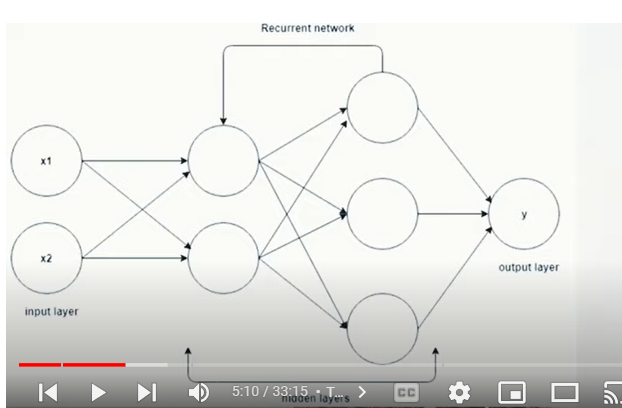 Recurrent network
x1
x2
y
output layer
input layer
5:10 / 33:15 • T...
CC
hidden layers